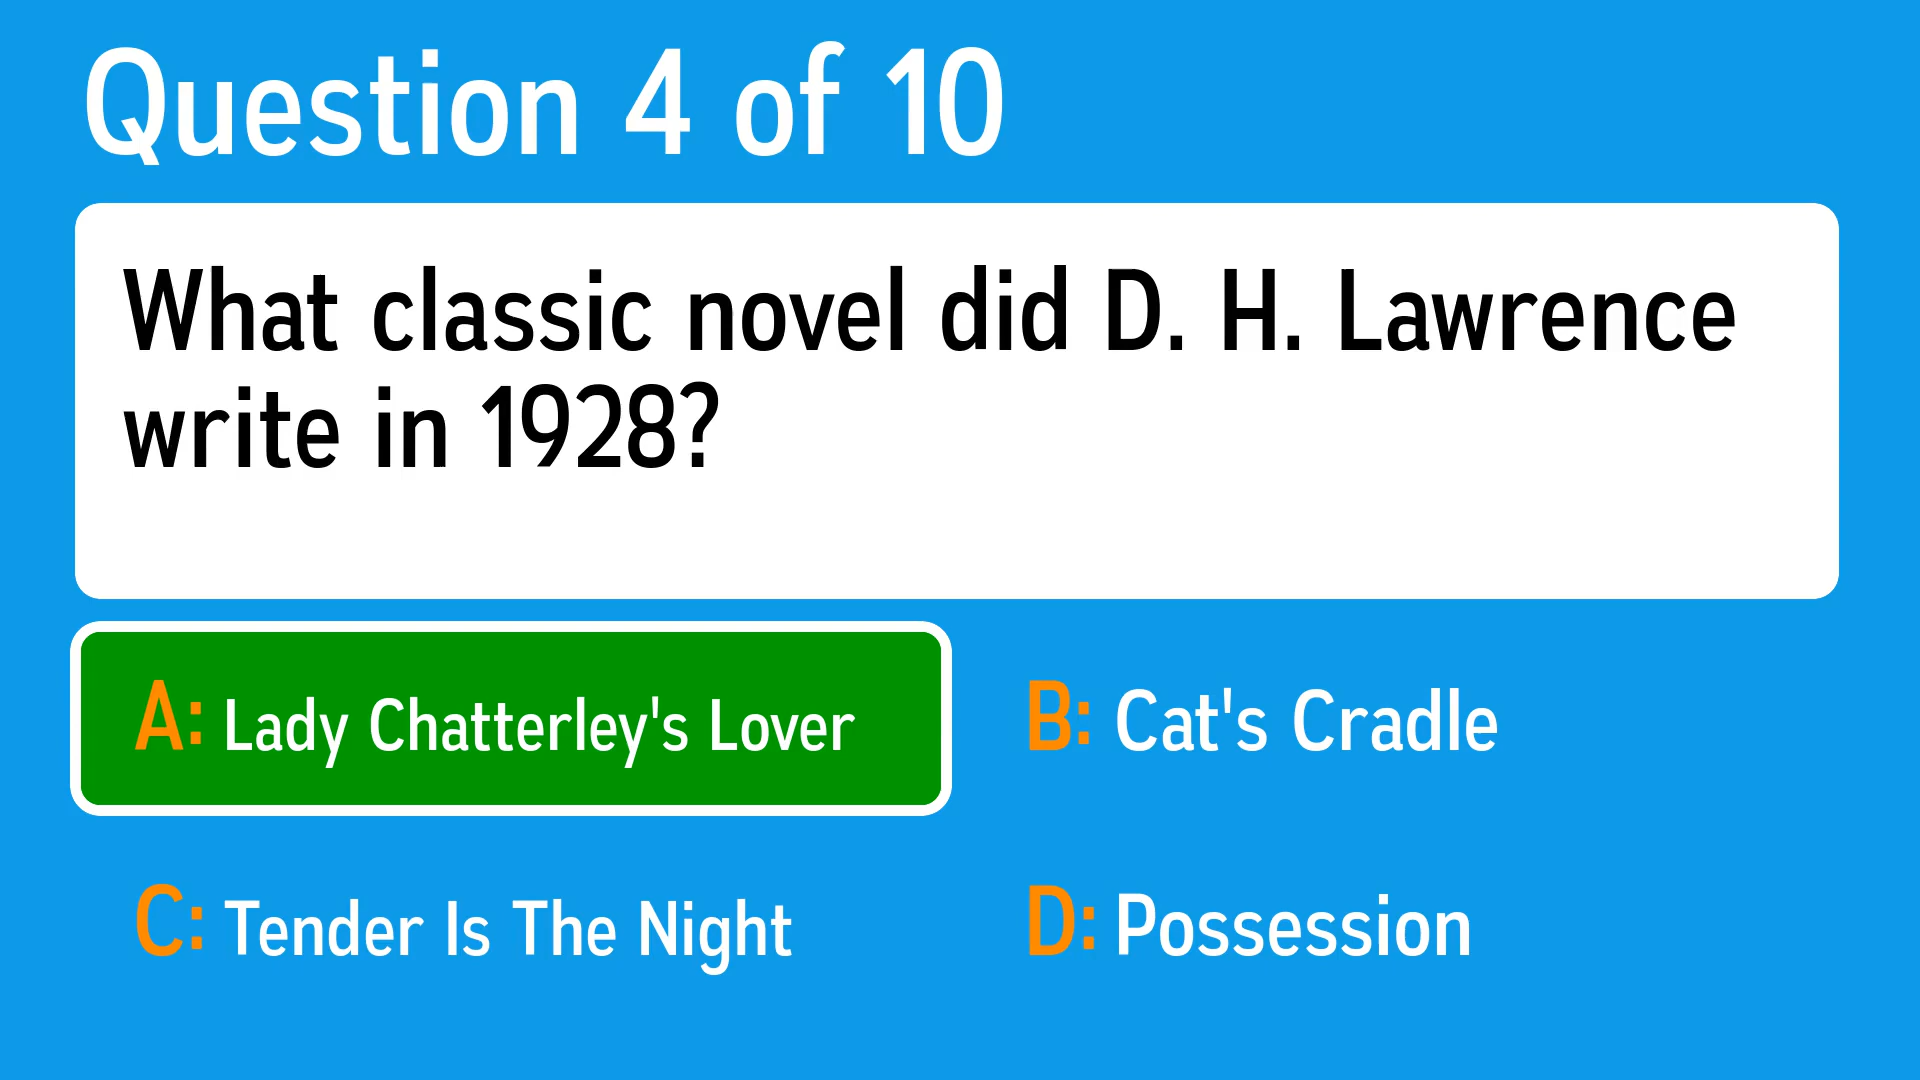 Question 4 of 10
What classic novel did D. H. Lawrence
write in 1928?
A: Lady Chatterley's Lover
B: Cat's Cradle
C: Tender Is The Night
D: Possession